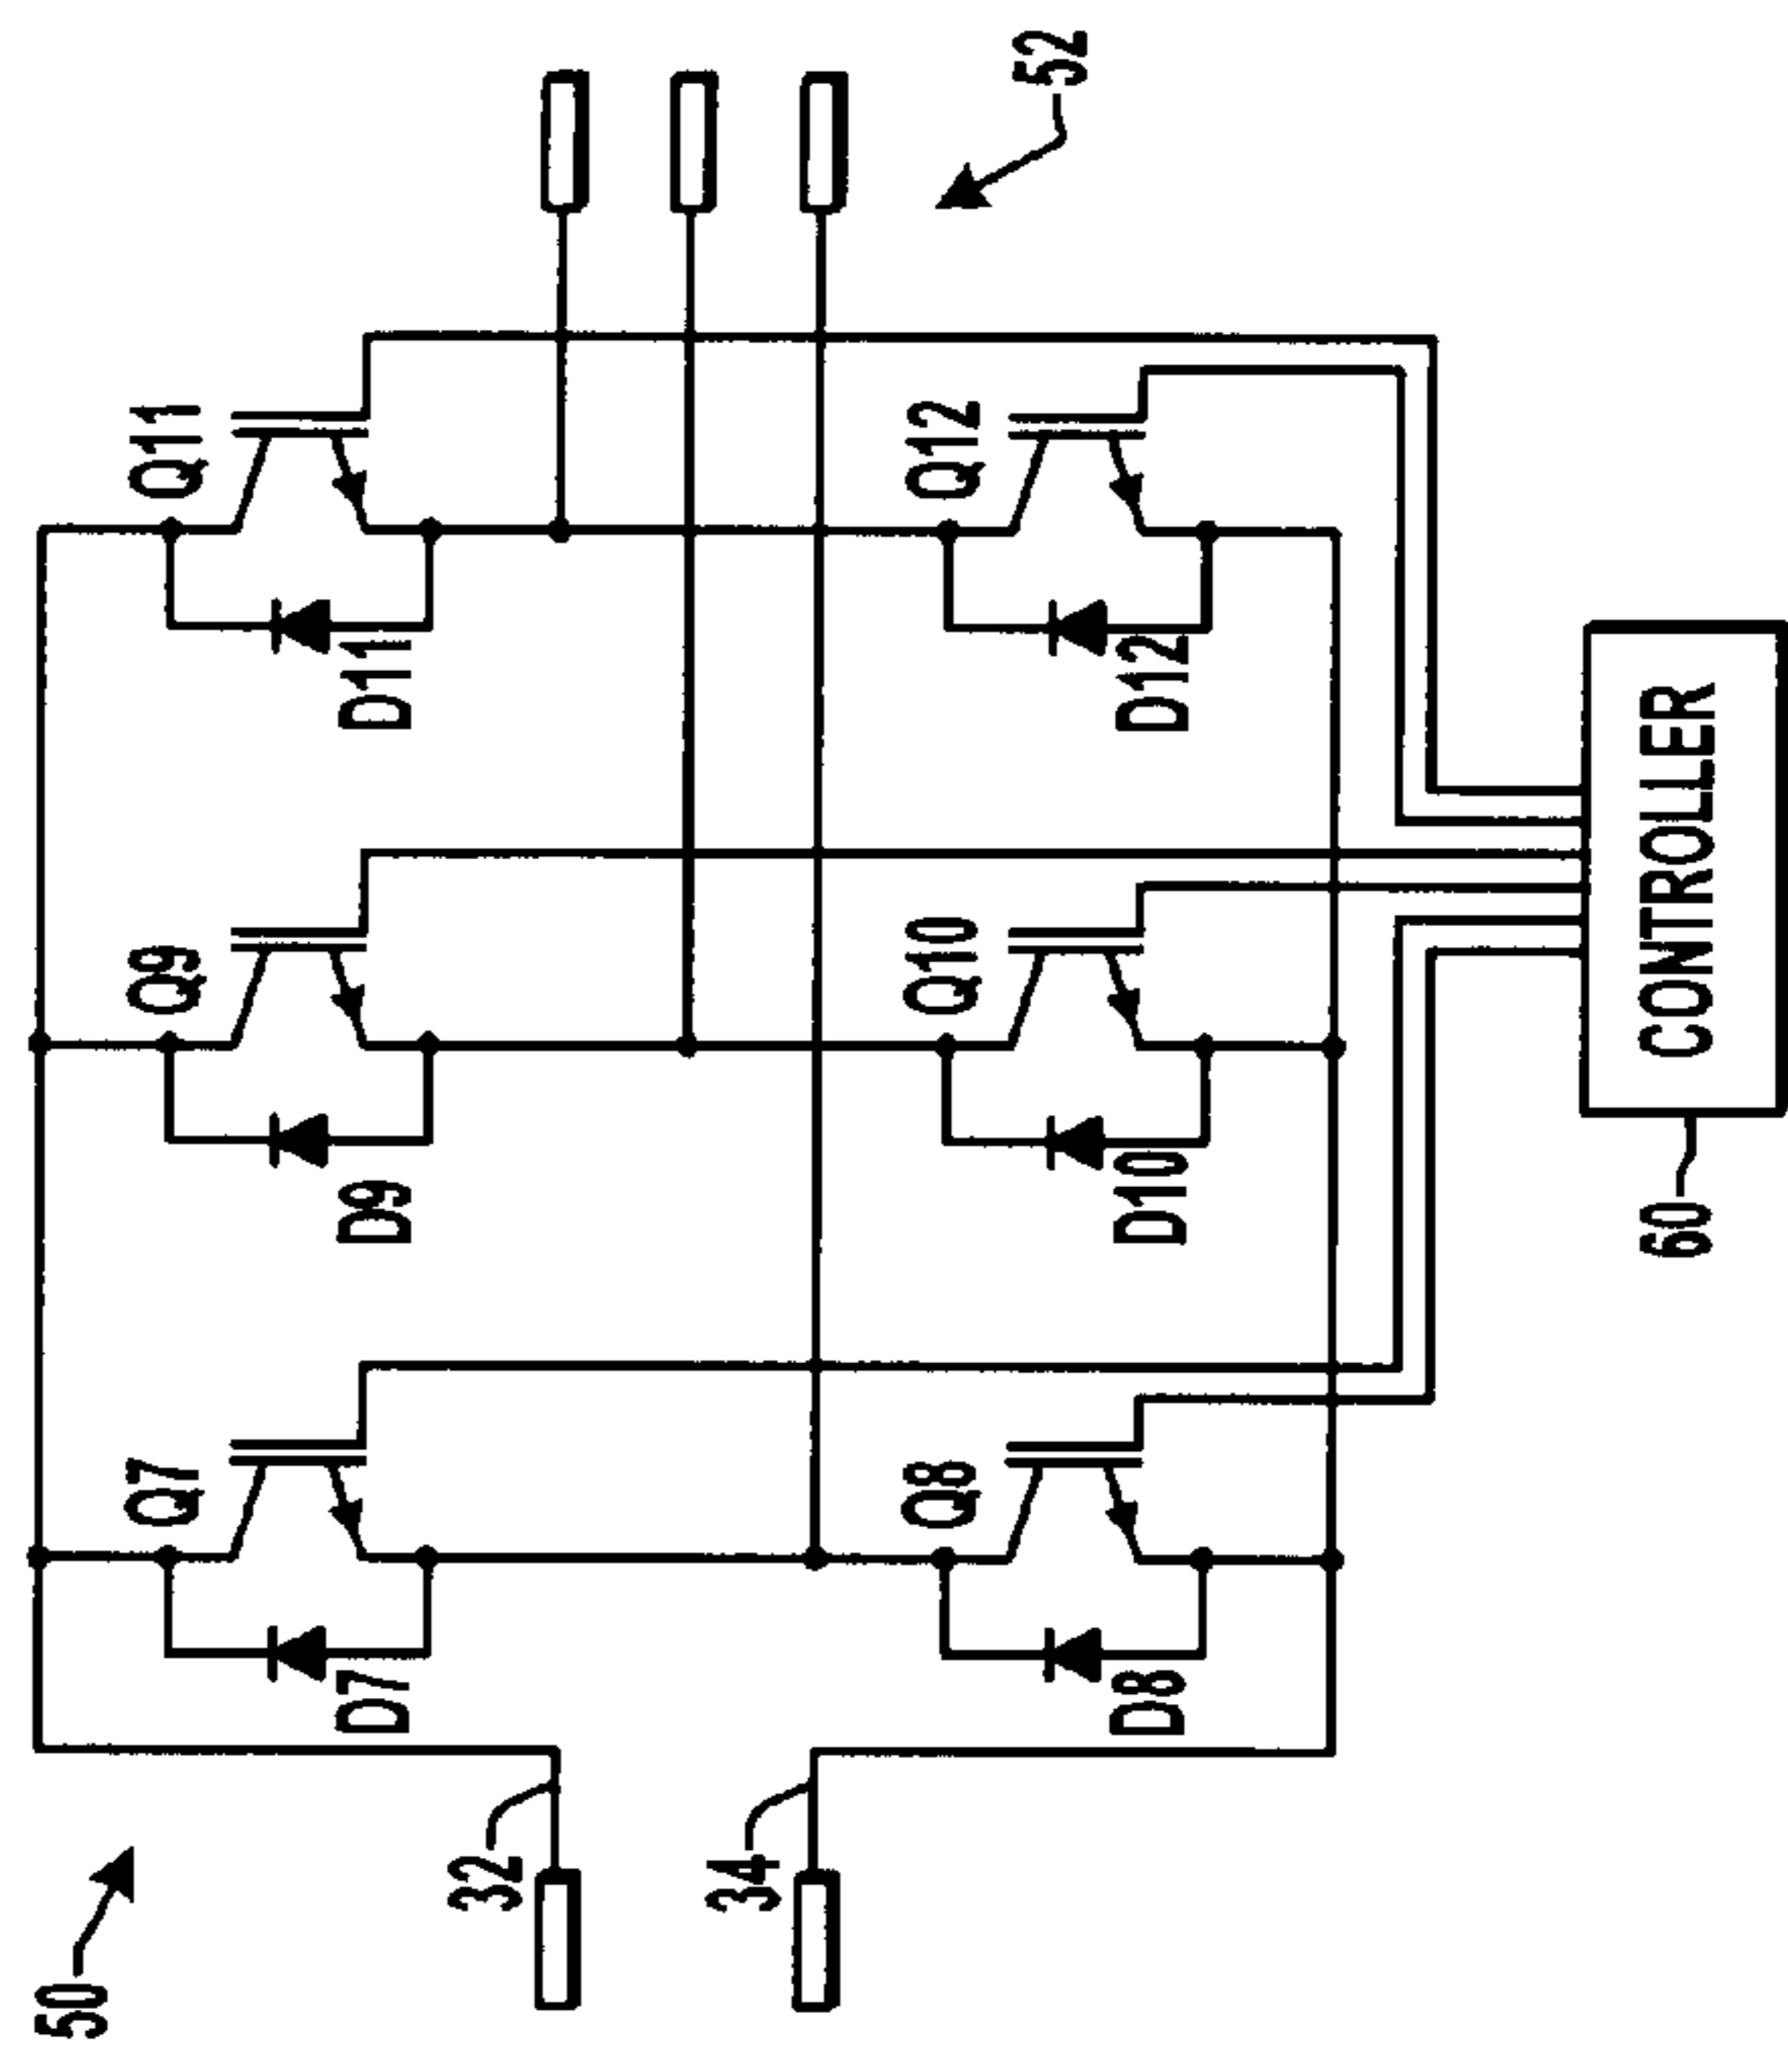 52
Q11
Q12
D11
D12
CONTROLLER
Q9
Q10
D9
D10
60
Q7
Q8
D7
D8
32
34
50